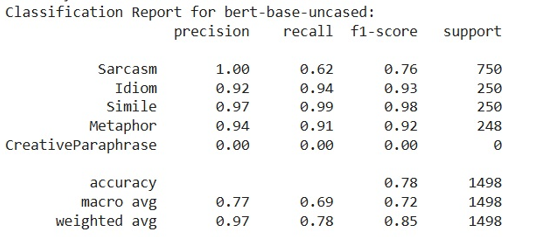 Classification Report for bert-base-uncased:
precision recall f1-score support
Sarcasm 1.00 0.62 0.76 750
Idiom 0.92 0.94 0.93 250
Simile 0.97 0.99 0.98 250
Metaphor 0.94 0.91 0.92 248
CreativeParaphrase 0.00 0.00 0.00 0
accuracy 0.78 1498
macro avg 0.77 0.69 0.72 1498
weighted avg 0.97 0.78 0.85 1498